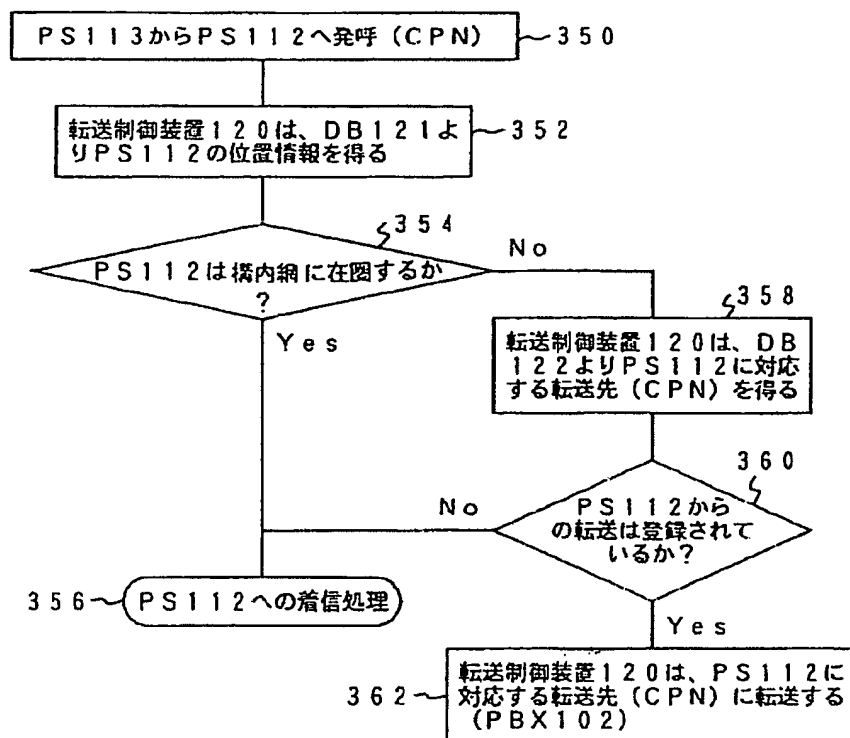 PS113からPS112へ発呼（CPN）
350
転送制御装置120は、DB121よ
りPS112の位置情報を得る
352
354
PS112は構内網に在圏するか
？
No
Yes
358
転送制御装置120は、DB
122よりPS112に対応
する転送先（CPN）を得る
360
PS112から
の転送は登録されて
いるか？
No
Yes
356
PS112への着信処理
362
転送制御装置120は、PS112に
対応する転送先（CPN）に転送する
（PBX102）